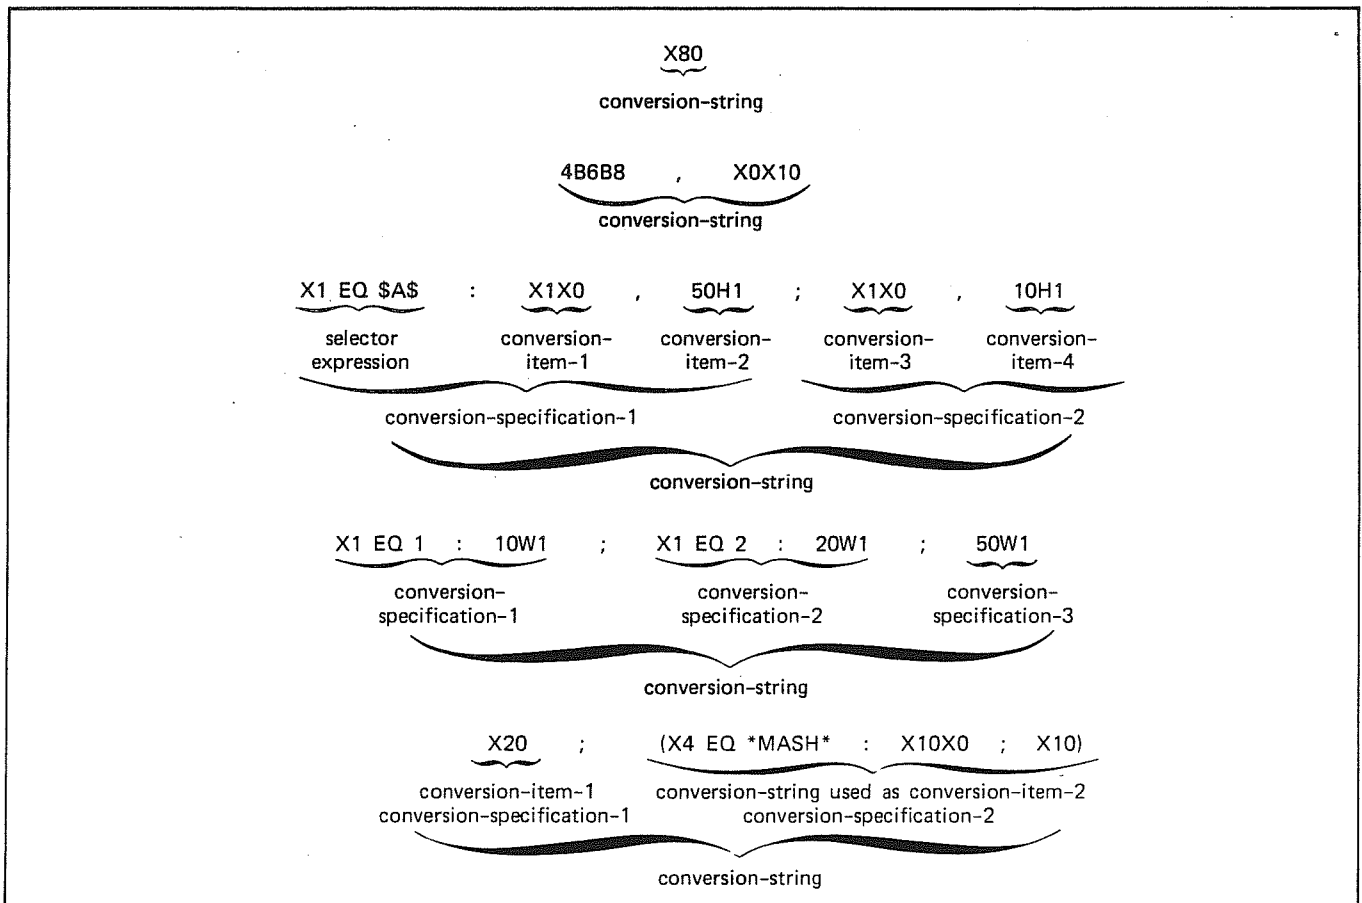 X80
conversion-string
4B6B8 , X0X10
conversion-string
X1 EQ $A$ : X1X0 , 50H1 ; X1X0 , 10H1
selector conversion- conversion- conversion- conversion-
expression item-1 item-2 item-3 item-4
conversion-specification-1 conversion-specification-2
conversion-string
X1 EQ 1 : 10W1 ; X1 EQ 2 : 20W1 ; 50W1
conversion- conversion- conversion-
specification-1 specification-2 specification-3
conversion-string
X20 ; (X4 EQ *MASH* : X10X0 ; X10)
conversion-item-1 conversion-string used as conversion-item-2
conversion-specification-1 conversion-specification-2
conversion-string